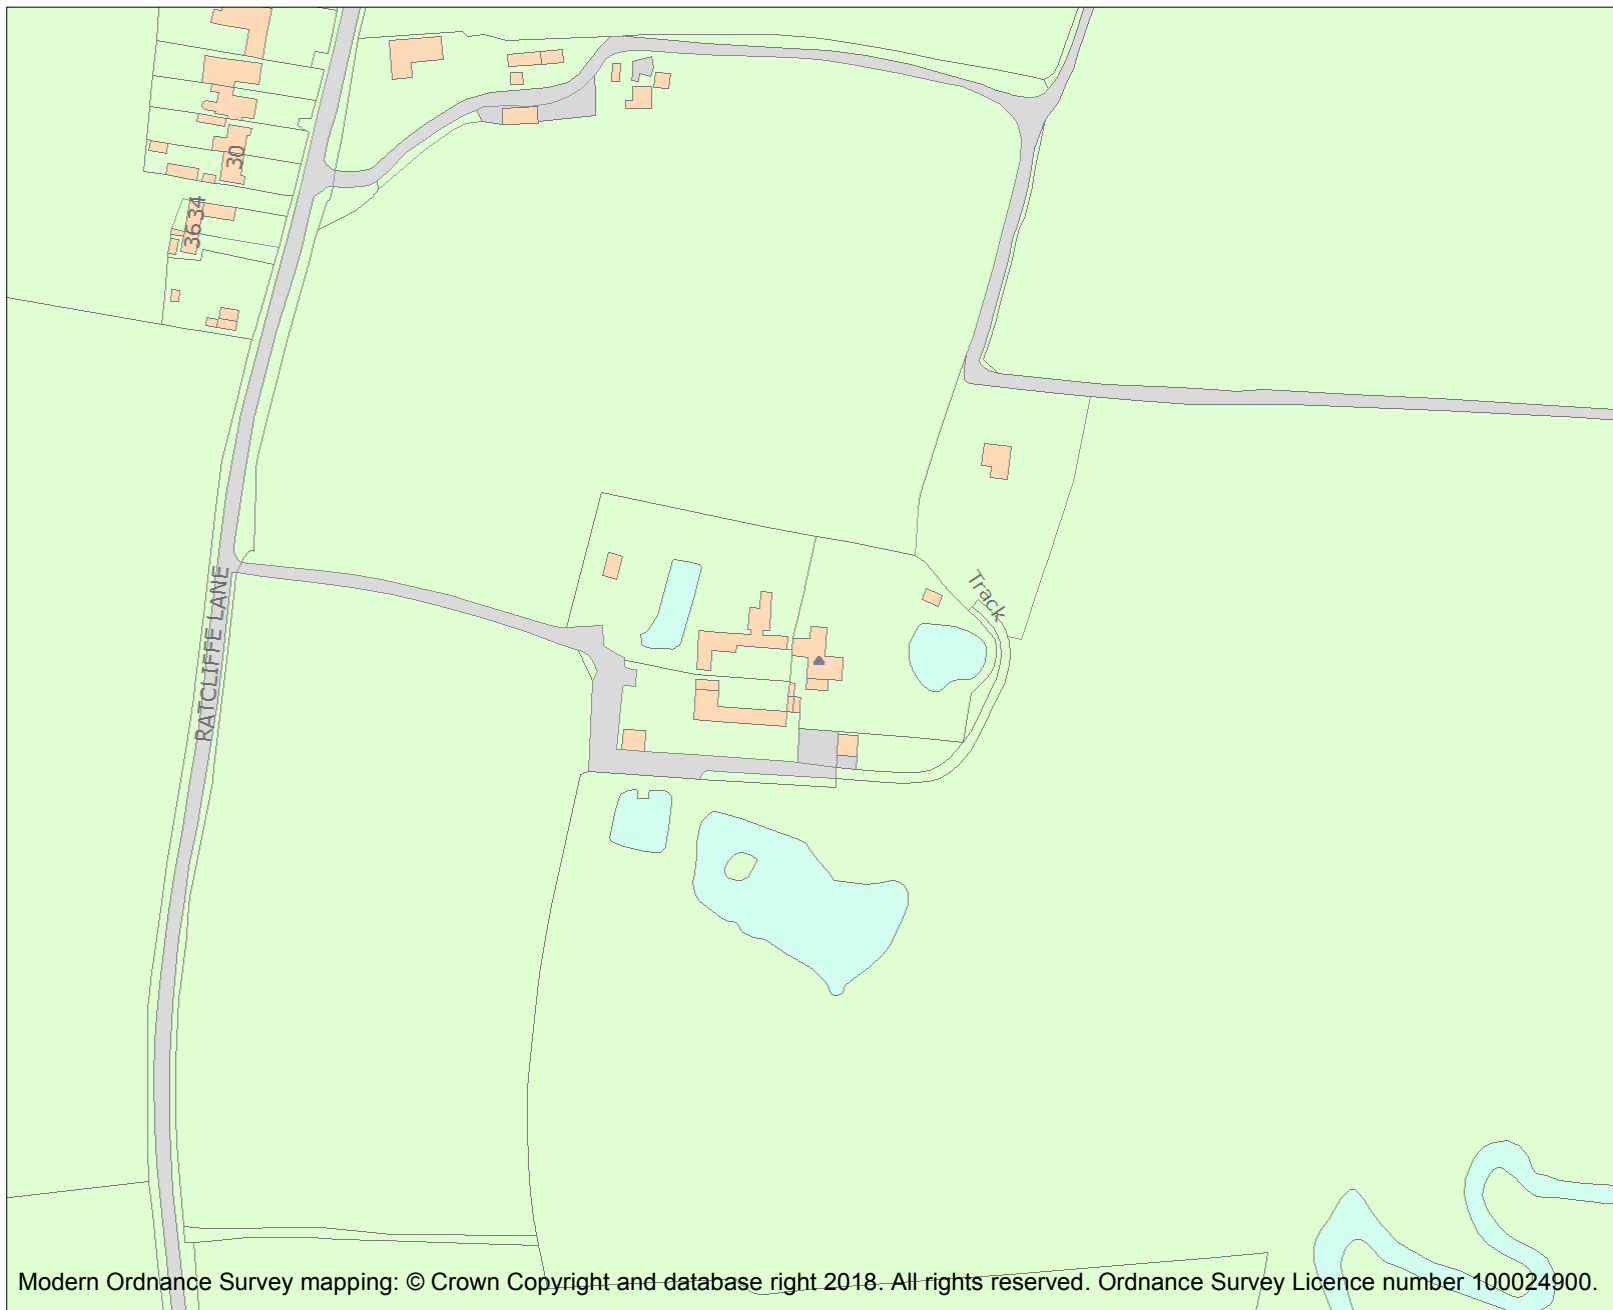 30
34
36
Track
RATCLIFFE LANE
Modern Ordnance Survey mapping: © Crown Copyright and database right 2018. All rights reserved. Ordnance Survey Licence number 100024900.